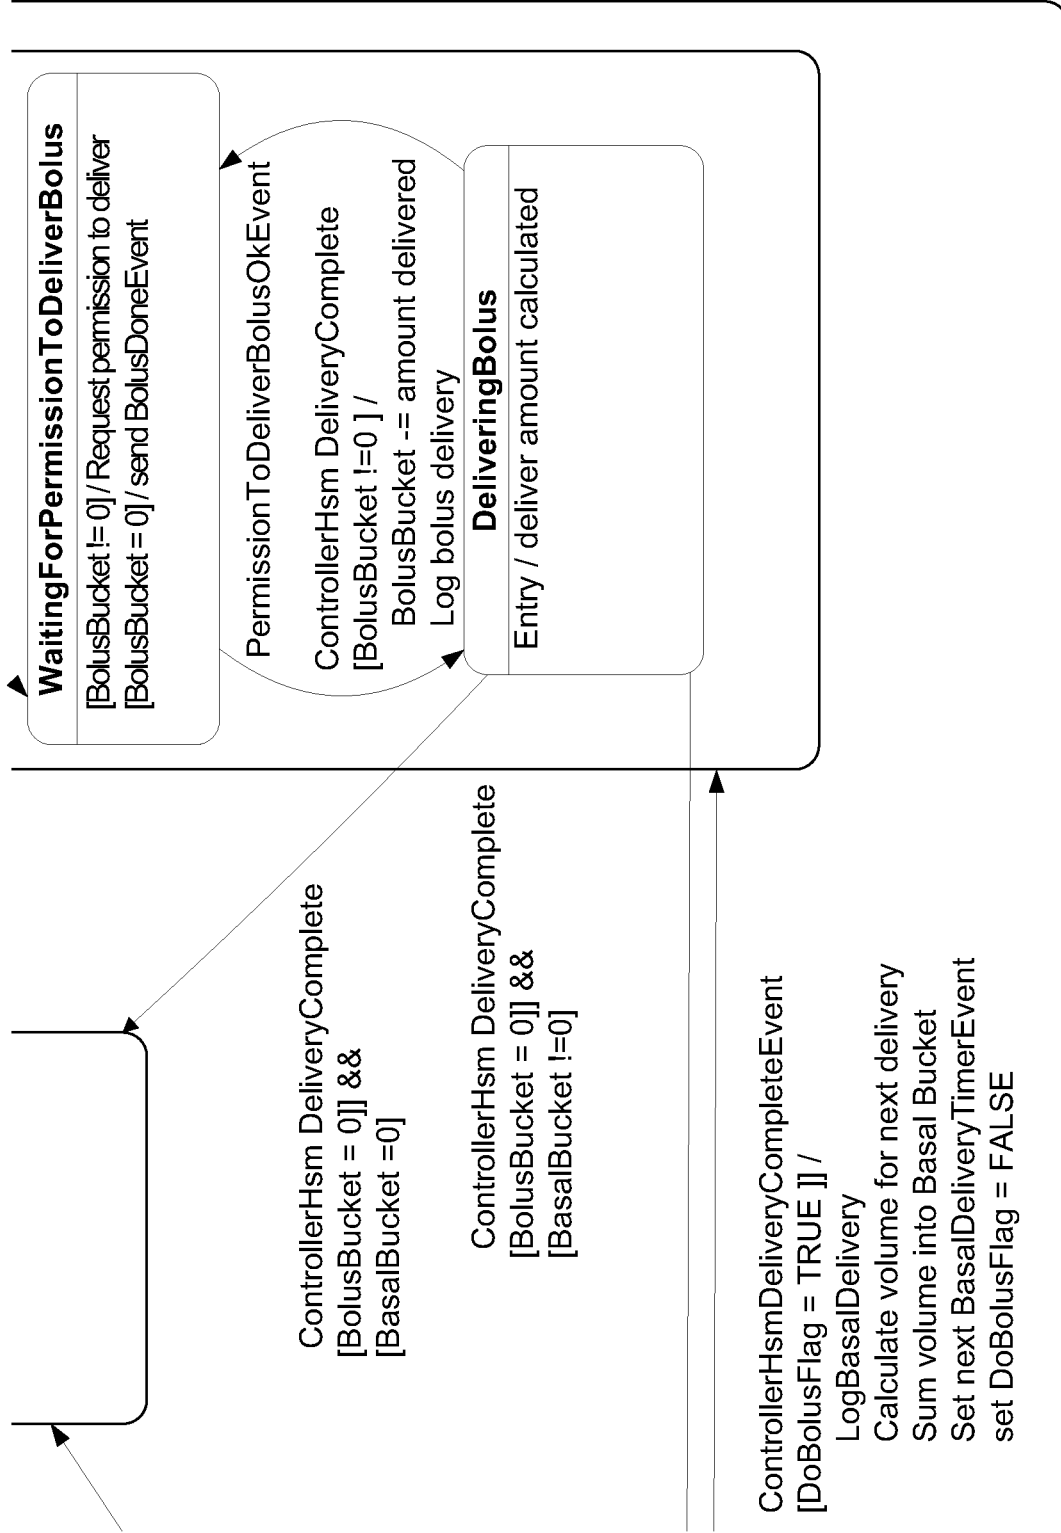 WaitingForPermissionToDeliverBolus
[BolusBucket != 0] / Request permission to deliver
[BolusBucket = 0] / send BolusDoneEvent
PermissionToDeliverBolusOkEvent
ControllerHsm DeliveryComplete
[BolusBucket !=0 ] /
BolusBucket -= amount delivered
Log bolus delivery
DeliveringBolus
Entry / deliver amount calculated
ControllerHsm DeliveryComplete
[BolusBucket = 0]] &&
[BasalBucket =0]
ControllerHsm DeliveryComplete
[BolusBucket = 0]] &&
[BasalBucket !=0]
ControllerHsmDeliveryCompleteEvent
[DoBolusFlag = TRUE ]] /
LogBasalDelivery
Calculate volume for next delivery
Sum volume into Basal Bucket
Set next BasalDeliveryTimerEvent
set DoBolusFlag = FALSE